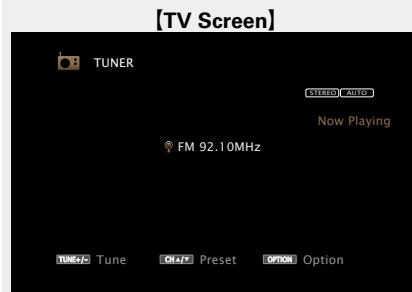 【TV Screen】
TUNER
STEREO AUTO
Now Playing
FM 92.10MHz
TUNE+/– Tune CH▲/▼ Preset OPTION Option